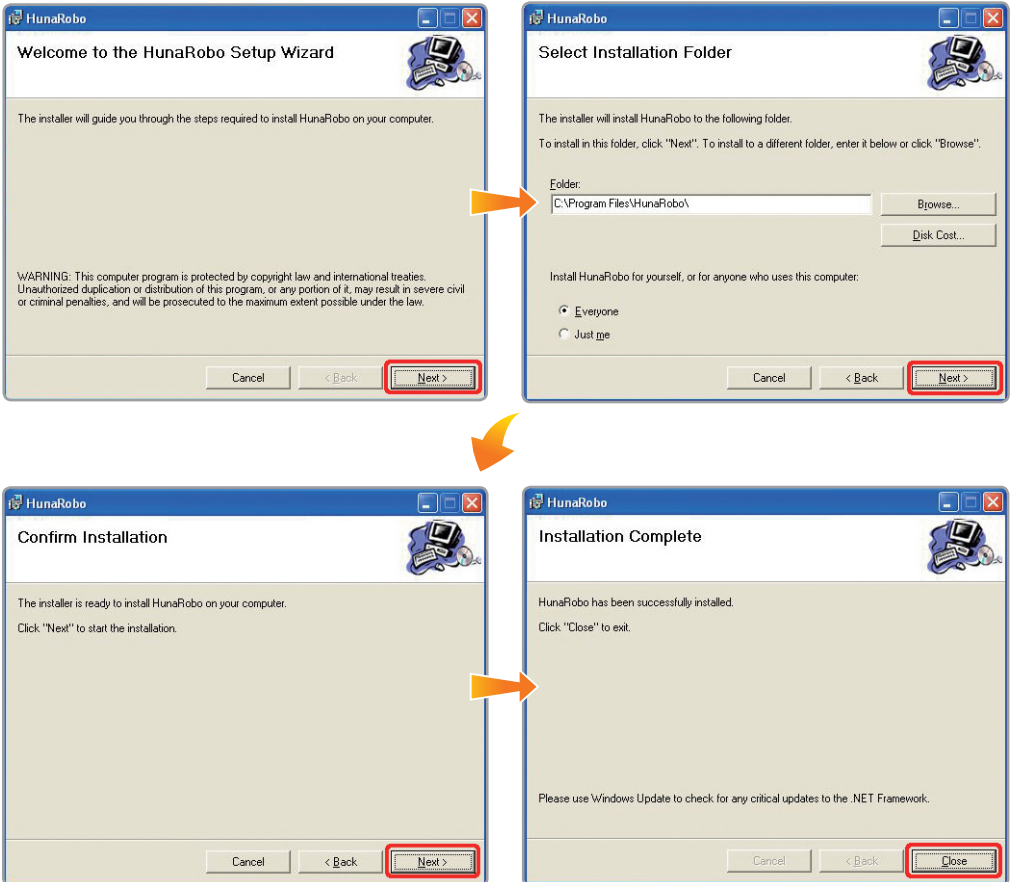 HunaRobo
Welcome to the HunaRobo Setup Wizard
The installer will guide you through the steps required to install HunaRobo on your computer.
WARNING: This computer program is protected by copyright law and international treaties.
Unauthorized duplication or distribution of this program, or any portion of it, may result in severe civil
or criminal penalties, and will be prosecuted to the maximum extent possible under the law.
Cancel
< Back
Next >
HunaRobo
Select Installation Folder
The installer will install HunaRobo to the following folder.
To install in this folder, click "Next". To install to a different folder, enter it below or click "Browse".
Folder:
C:\Program Files\HunaRobo\
Browse...
Disk Cost...
Install HunaRobo for yourself, or for anyone who uses this computer:
Everyone
Just me
Cancel
< Back
Next >
HunaRobo
Confirm Installation
The installer is ready to install HunaRobo on your computer.
Click "Next" to start the installation.
Cancel
< Back
Next >
HunaRobo
Installation Complete
HunaRobo has been successfully installed.
Click "Close" to exit.
Please use Windows Update to check for any critical updates to the .NET Framework.
Cancel
< Back
Close